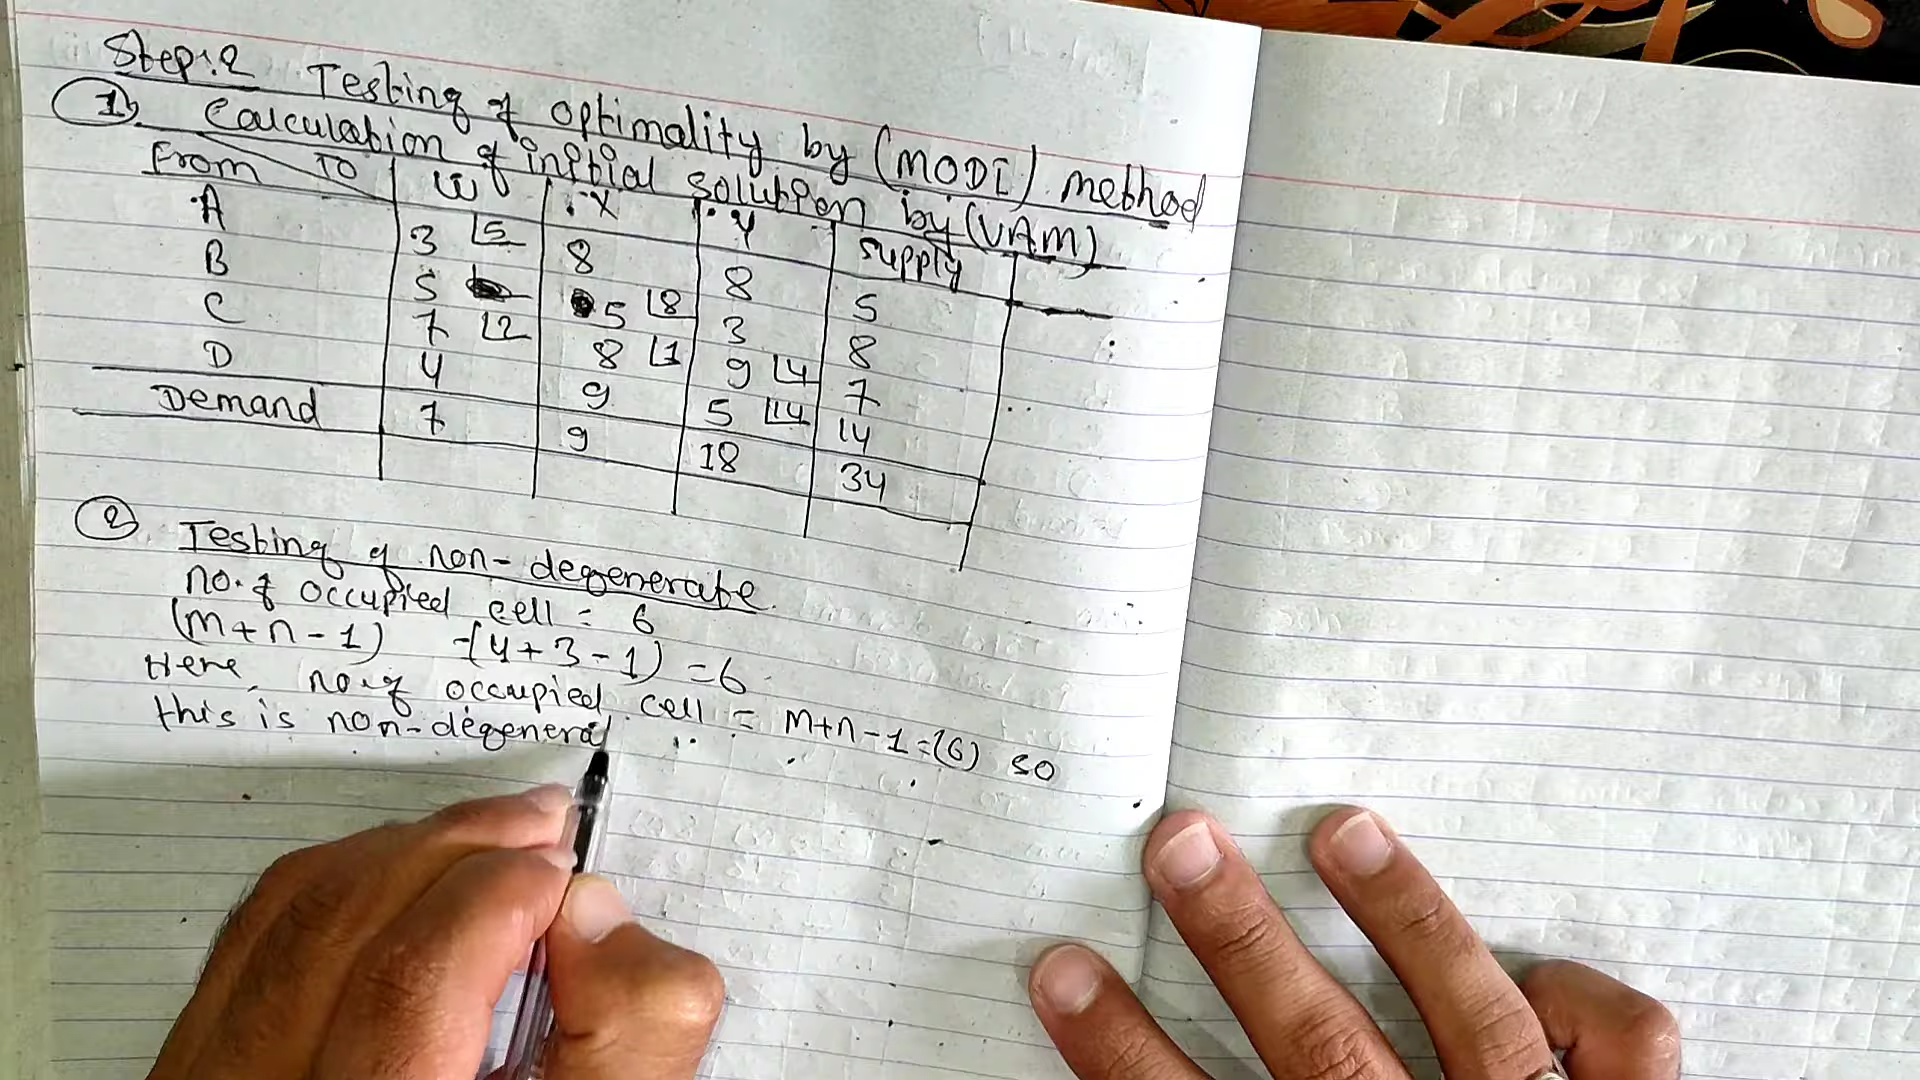 Step:2 Testing of optimality by (MODI) method
1) Calculation of initial solution by (VAM)
From TO W X Y Supply
A 3 5 8 8 5
B 5 5 8 3 8
C 7 2 8 1 9 4 7
D 4 9 5 14 14
Demand 7 9 18 34
2 Testing of non-degenerate
no. of occupied cell = 6
(m+n-1) -(4+3-1) =6
Here, no. of occupied cell = m+n-1=(6) so
this is non-degenera